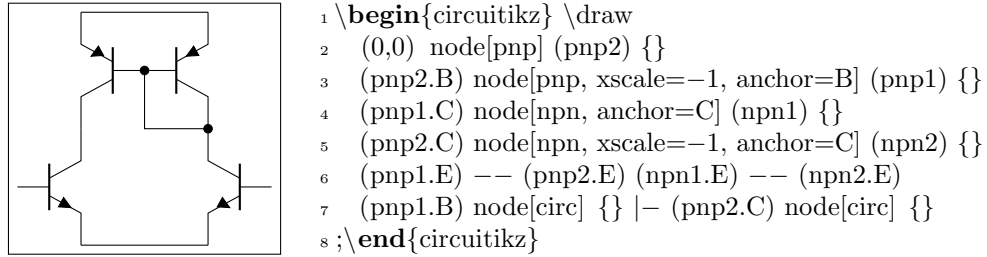 1 \begin{circuitikz} \draw
2 (0,0) node[pnp] (pnp2) {}
3 (pnp2.B) node[pnp, xscale=−1, anchor=B] (pnp1) {}
4 (pnp1.C) node[npn, anchor=C] (npn1) {}
5 (pnp2.C) node[npn, xscale=−1, anchor=C] (npn2) {}
6 (pnp1.E) −− (pnp2.E) (npn1.E) −− (npn2.E)
7 (pnp1.B) node[circ] {} |− (pnp2.C) node[circ] {}
8 ;\end{circuitikz}